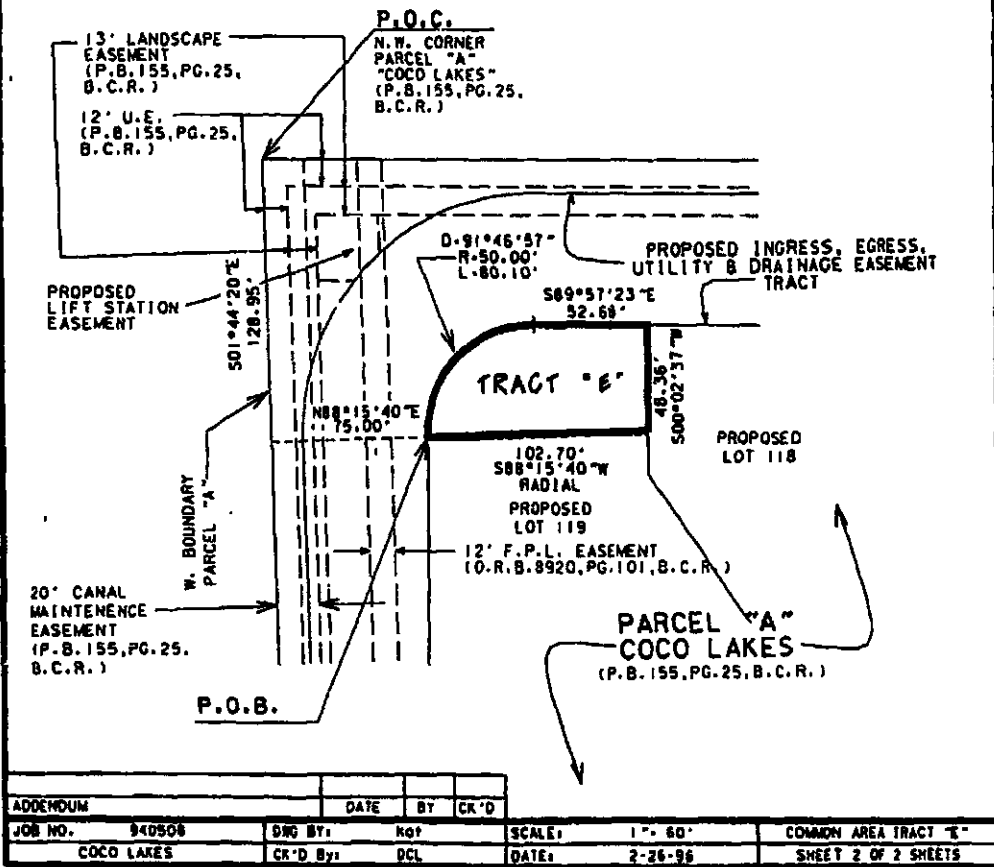 P.O.C.
N.W. CORNER
PARCEL "A"
"COCO LAKES"
(P.B.155,PG.25,
B.C.R.)
13' LANDSCAPE
EASEMENT
(P.B.155,PG.25,
B.C.R.)
12' U.E.
(P.B.155,PG.25,
B.C.R.)
D=91°46'57"
R=50.00'
L=80.10'
PROPOSED INGRESS, EGRESS,
UTILITY & DRAINAGE EASEMENT
TRACT
PROPOSED
LIFT STATION
EASEMENT
S01°44'20"E
128.95'
S89°57'23"E
52.68'
TRACT "E"
48.36'
S00°02'37"W
N88°15'40"E
75.00'
PROPOSED
LOT 118
102.70'
S88°15'40"W
RADIAL
PROPOSED
LOT 119
W. BOUNDARY
PARCEL "A"
12' F.P.L. EASEMENT
(O.R.B.8920,PG.101,B.C.R.)
20' CANAL
MAINTENENCE
EASEMENT
(P.B.155,PG.25.
B.C.R.)
PARCEL "A"
COCO LAKES
(P.B.155,PG.25,B.C.R.)
P.O.B.
ADDENDUM DATE BY CK'D
JOB NO. 940508 DNG BY: kat SCALE: 1"= 60' COMMON AREA TRACT "E"
COCO LAKES CK'D By: DCL DATE: 2-26-96 SHEET 2 OF 2 SHEETS